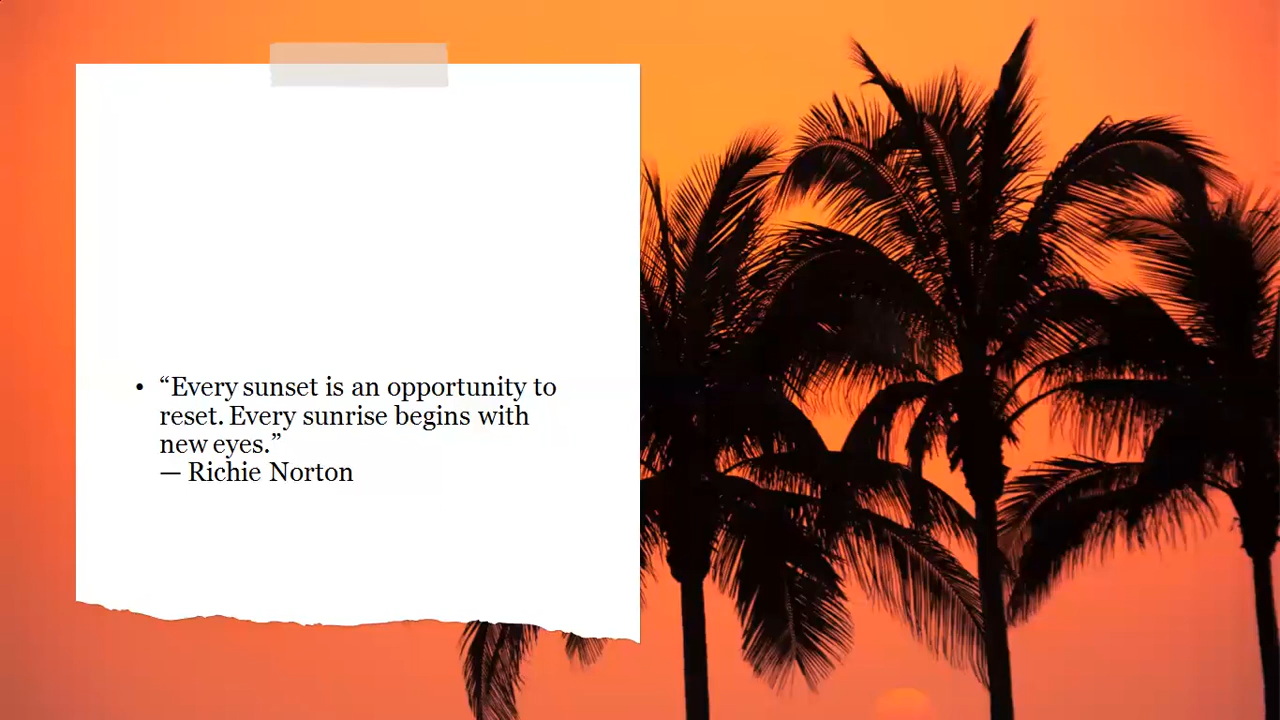 • “Every sunset is an opportunity to
reset. Every sunrise begins with
new eyes.”
― Richie Norton